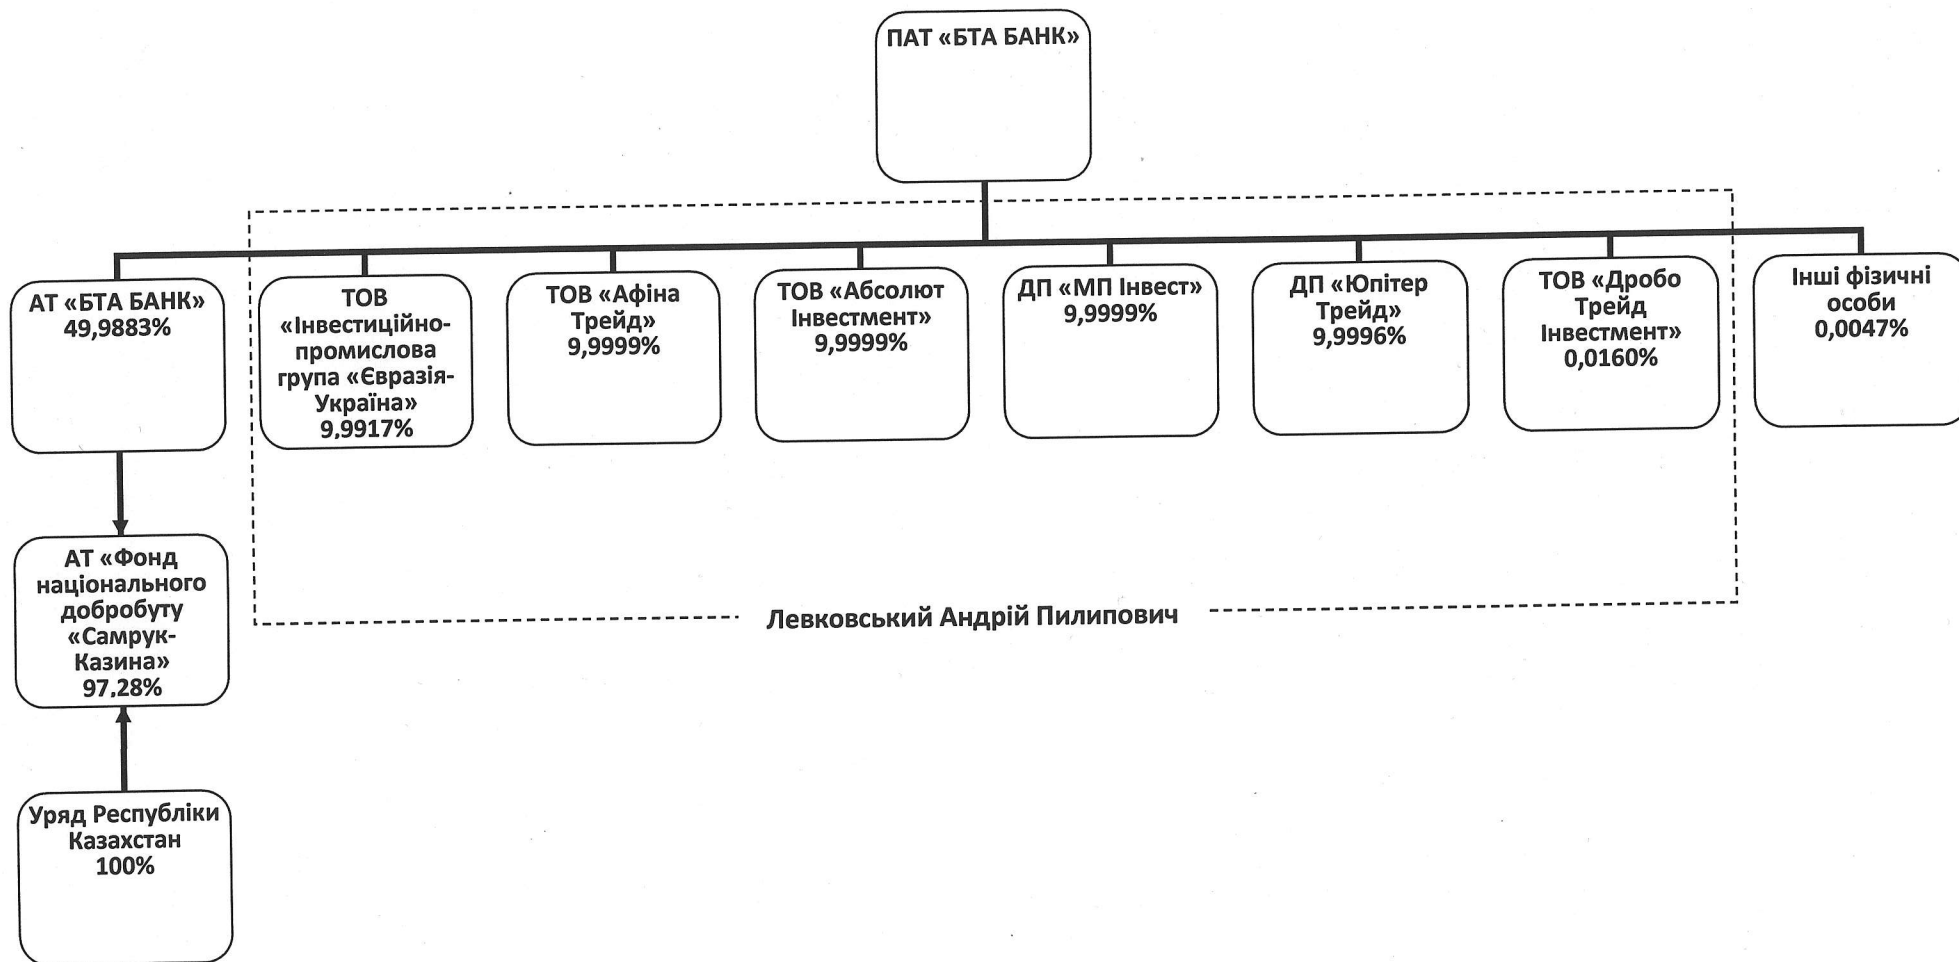 ПАТ «БТА БАНК»
АТ «БТА БАНК»
49,9883%
ТОВ
«Інвестиційно-
промислова
група «Євразія-
Україна»
9,9917%
ТОВ «Афіна
Трейд»
9,9999%
ТОВ «Абсолют
Інвестмент»
9,9999%
ДП «МП Інвест»
9,9999%
ДП «Юпітер
Трейд»
9,9996%
ТОВ «Дробо
Трейд
Інвестмент»
0,0160%
Інші фізичні
особи
0,0047%
АТ «Фонд
національного
добробуту
«Самрук-
Казина»
97,28%
Левковський Андрій Пилипович
Уряд Республіки
Казахстан
100%